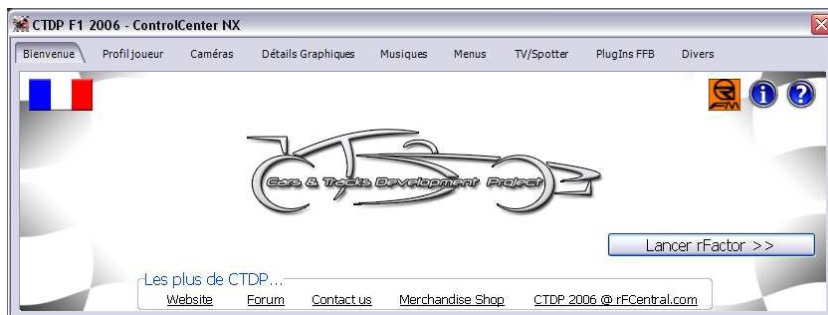 CTDP F1 2006 - ControlCenter NX
Bienvenue Profil joueur Caméras Détails Graphiques Musiques Menus TV/Spotter PlugIns FFB Divers
Cars & Tracks Development Project
Lancer rFactor >>
Les plus de CTDP...
Website Forum Contact us Merchandise Shop CTDP 2006 @ rFCentral.com